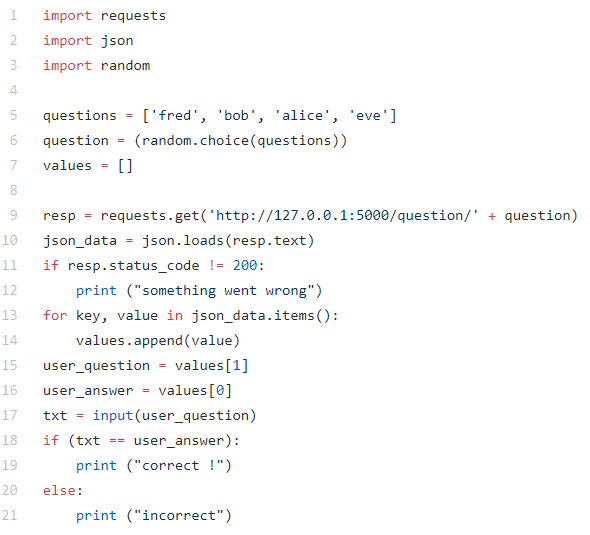 1 import requests
2 import json
3 import random
4
5 questions = ['fred', 'bob', 'alice', 'eve']
6 question = (random.choice(questions))
7 values = []
8
9 resp = requests.get('http://127.0.0.1:5000/question/' + question)
10 json_data = json.loads(resp.text)
11 if resp.status_code != 200:
12     print ("something went wrong")
13 for key, value in json_data.items():
14     values.append(value)
15 user_question = values[1]
16 user_answer = values[0]
17 txt = input(user_question)
18 if (txt == user_answer):
19     print ("correct !")
20 else:
21     print ("incorrect")